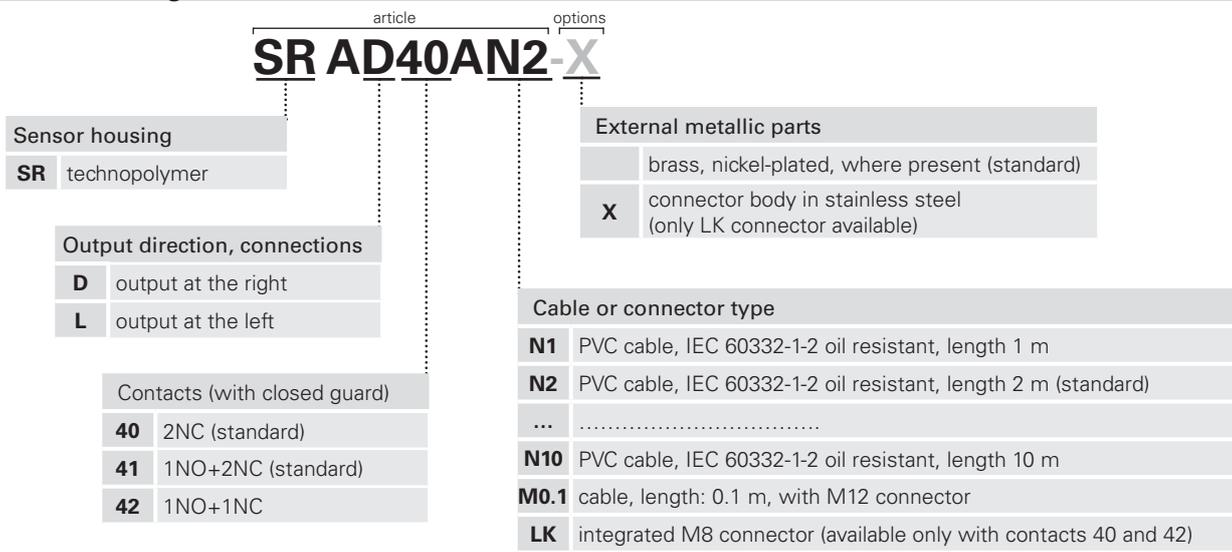 article options
SR AD40AN2-X
Sensor housing
SR technopolymer
Output direction, connections
D output at the right
L output at the left
Contacts (with closed guard)
40 2NC (standard)
41 1NO+2NC (standard)
42 1NO+1NC
External metallic parts
brass, nickel-plated, where present (standard)
X connector body in stainless steel
(only LK connector available)
Cable or connector type
N1 PVC cable, IEC 60332-1-2 oil resistant, length 1 m
N2 PVC cable, IEC 60332-1-2 oil resistant, length 2 m (standard)
... ..................................
N10 PVC cable, IEC 60332-1-2 oil resistant, length 10 m
M0.1 cable, length: 0.1 m, with M12 connector
LK integrated M8 connector (available only with contacts 40 and 42)